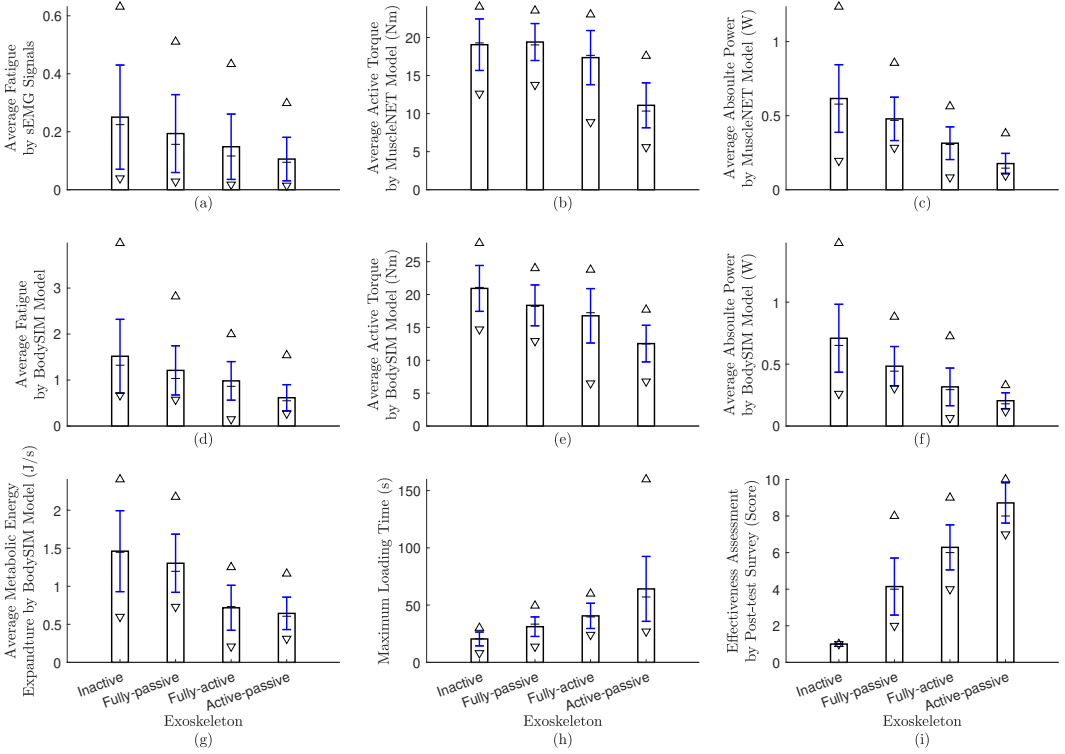 Average Fatigue
by sEMG Signals
0.6
0.4
0.2
0
(a)
Average Active Torque
by MuscleNET Model (Nm)
20
15
10
5
0
(b)
Average Absoulte Power
by MuscleNET Model (W)
1
0.5
0
(c)
Average Fatigue
by BodySIM Model
3
2
1
0
(d)
Average Active Torque
by BodySIM Model (Nm)
25
20
15
10
5
0
(e)
Average Absoulte Power
by BodySIM Model (W)
1
0.5
0
(f)
Average Metabolic Energy
Expandture by BodySIM Model (J/s)
2
1.5
1
0.5
0
Inactive
Fully-passive
Fully-active
Active-passive
Exoskeleton
(g)
Maximum Loading Time (s)
150
100
50
0
Inactive
Fully-passive
Fully-active
Active-passive
Exoskeleton
(h)
Effectiveness Assessment
by Post-test Survey (Score)
10
8
6
4
2
0
Inactive
Fully-passive
Fully-active
Active-passive
Exoskeleton
(i)